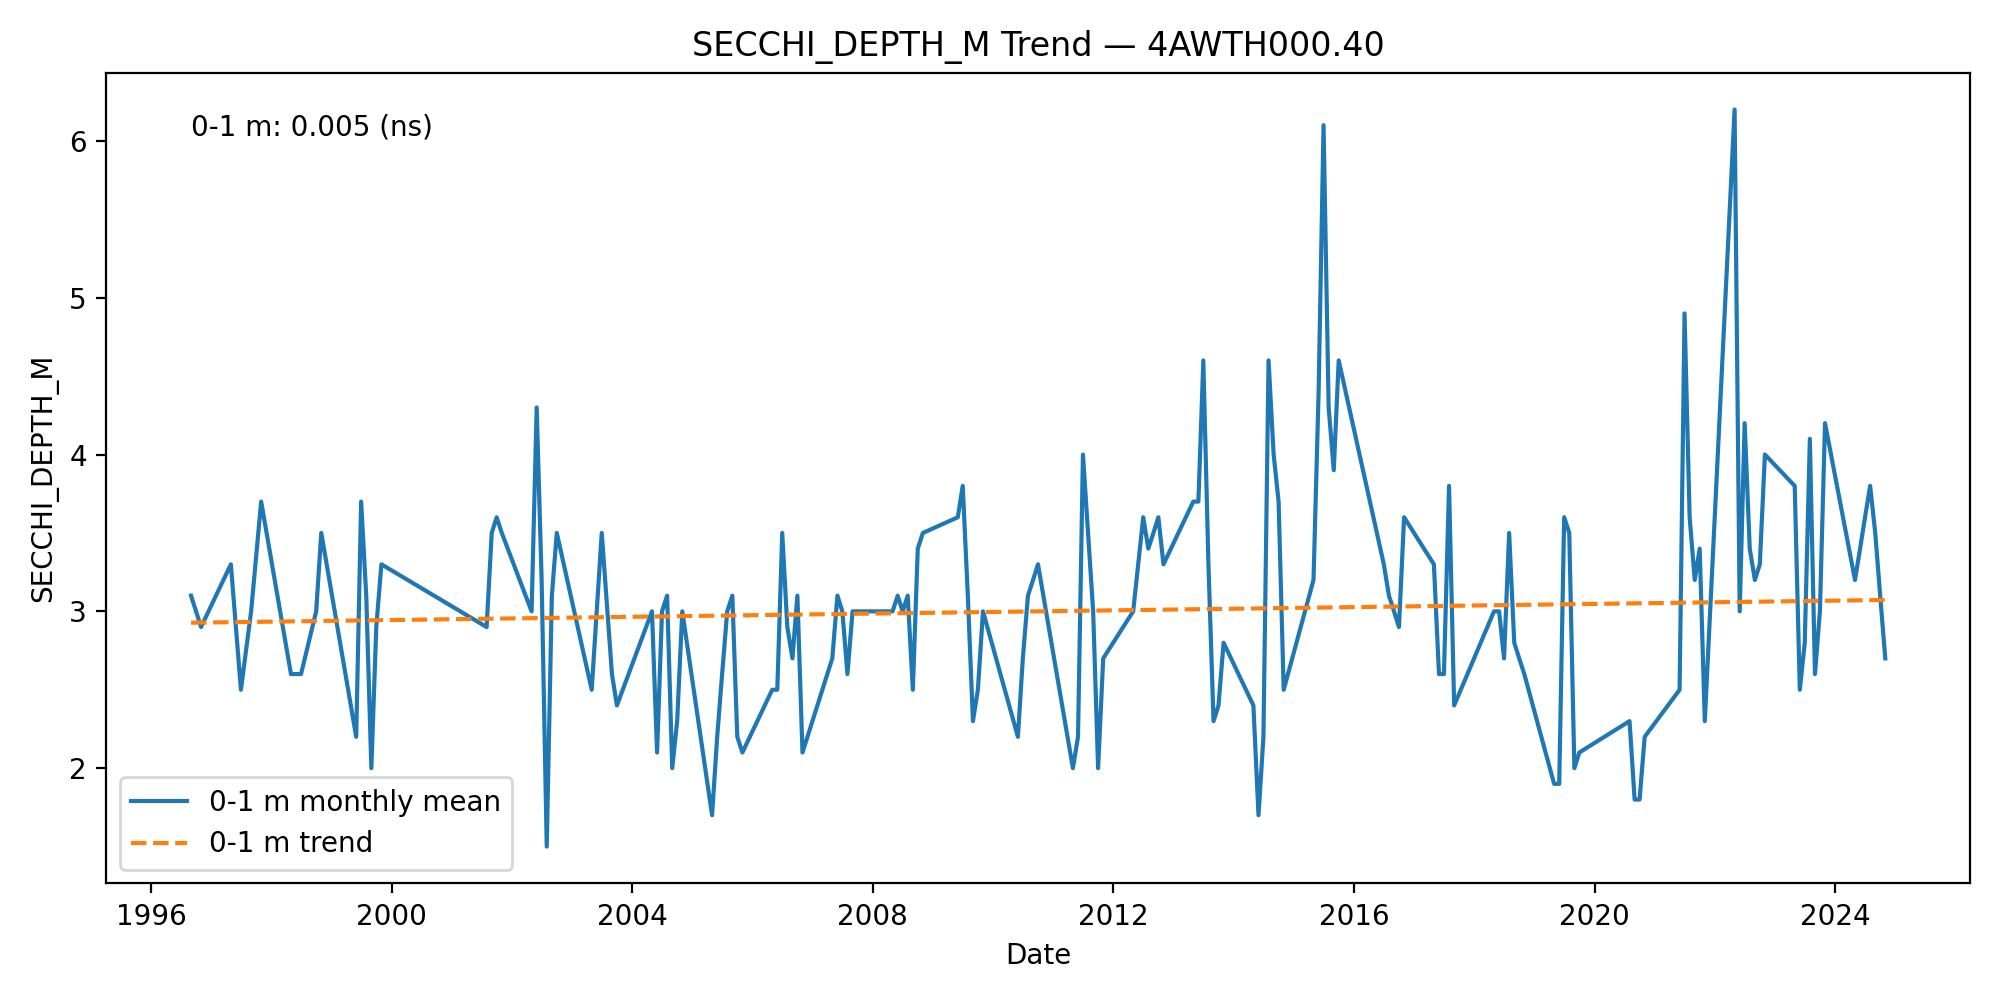 SECCHI_DEPTH_M Trend — 4AWTH000.40
0-1 m: 0.005 (ns)
SECCHI_DEPTH_M
6
5
4
3
2
0-1 m monthly mean
0-1 m trend
1996 2000 2004 2008 2012 2016 2020 2024
Date